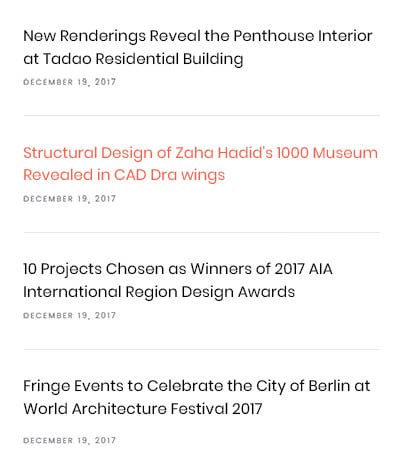 New Renderings Reveal the Penthouse Interior
at Tadao Residential Building
DECEMBER 19, 2017
Structural Design of Zaha Hadid's 1000 Museum
Revealed in CAD Dra wings
DECEMBER 19, 2017
10 Projects Chosen as Winners of 2017 AIA
International Region Design Awards
DECEMBER 19, 2017
Fringe Events to Celebrate the City of Berlin at
World Architecture Festival 2017
DECEMBER 19, 2017